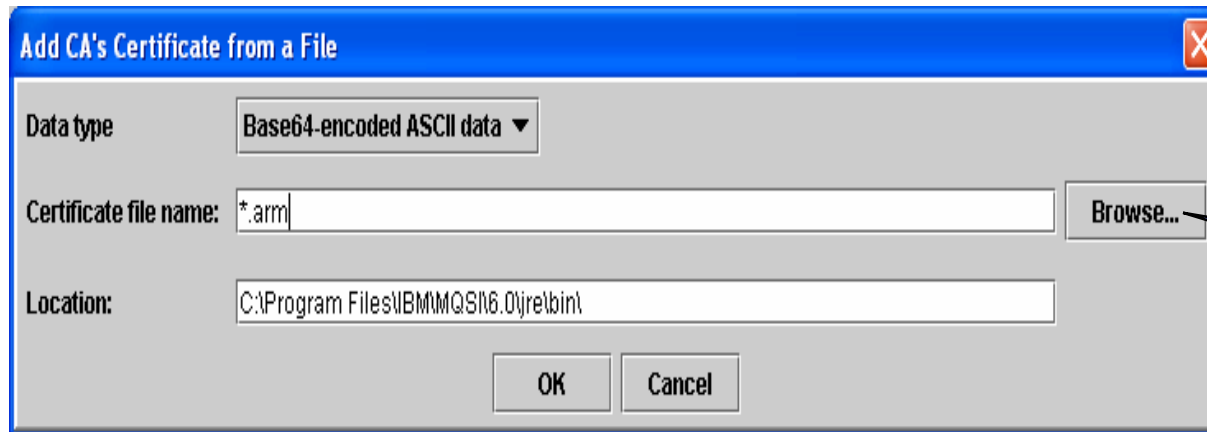 Add CA's Certificate from a File
Data type Base64-encoded ASCII data
Certificate file name: *.arm Browse...
Location: C:\Program Files\IBM\MQSI\6.0\jre\bin\
OK Cancel